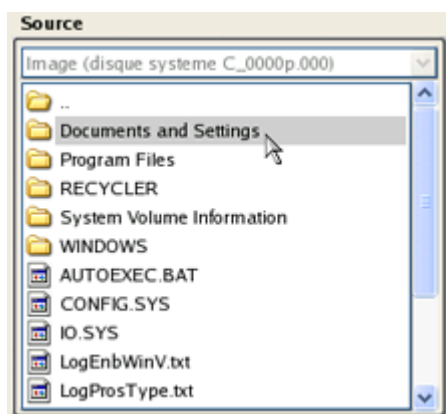 Source
Image (disque systeme C_0000p.000)
..
Documents and Settings
Program Files
RECYCLER
System Volume Information
WINDOWS
AUTOEXEC.BAT
CONFIG.SYS
IO.SYS
LogEnbWinV.txt
LogProsType.txt